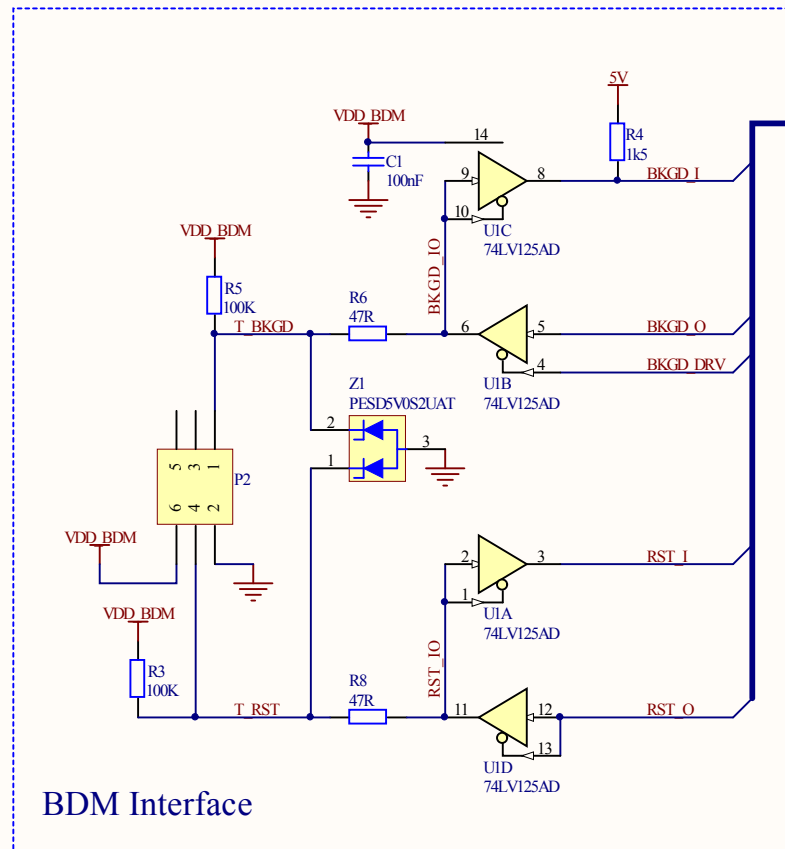 5V
R4
1k5
VDD_BDM
14
C1
100nF
9
8
BKGD_I
10
U1C
74LV125AD
VDD_BDM
BKGD_IO
R5
100K
R6
47R
T_BKGD
6
5
BKGD_O
4
BKGD_DRV
U1B
74LV125AD
Z1
PESD5V0S2UAT
2
3
1
5
3
1
P2
6
4
2
VDD_BDM
2
3
RST_I
1
U1A
74LV125AD
VDD_BDM
R3
100K
RST_IO
R8
47R
T_RST
11
12
RST_O
13
U1D
74LV125AD
BDM Interface